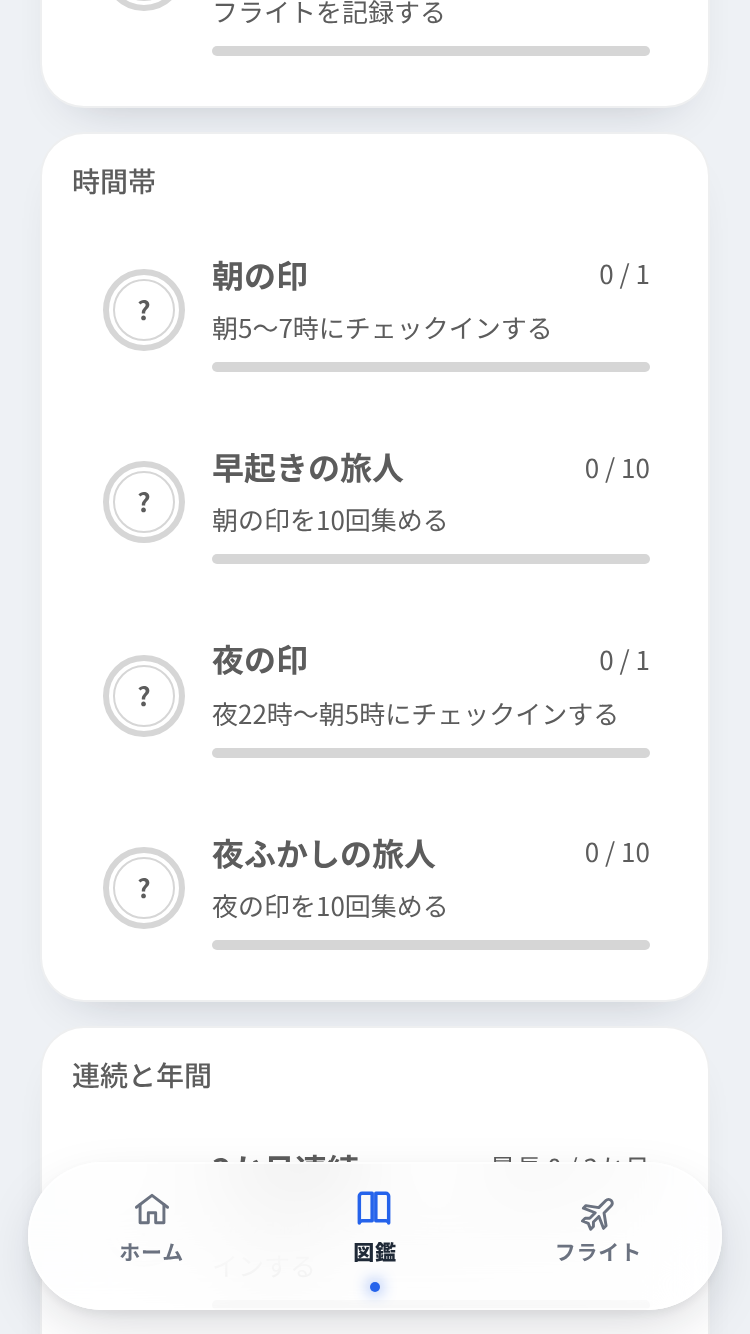 フライトを記録する
時間帯
朝の印
0 / 1
?
朝5〜7時にチェックインする
早起きの旅人
0 / 10
?
朝の印を10回集める
夜の印
0 / 1
?
夜22時〜朝5時にチェックインする
夜ふかしの旅人
0 / 10
?
夜の印を10回集める
連続と年間
インする
ホーム
図鑑
フライト